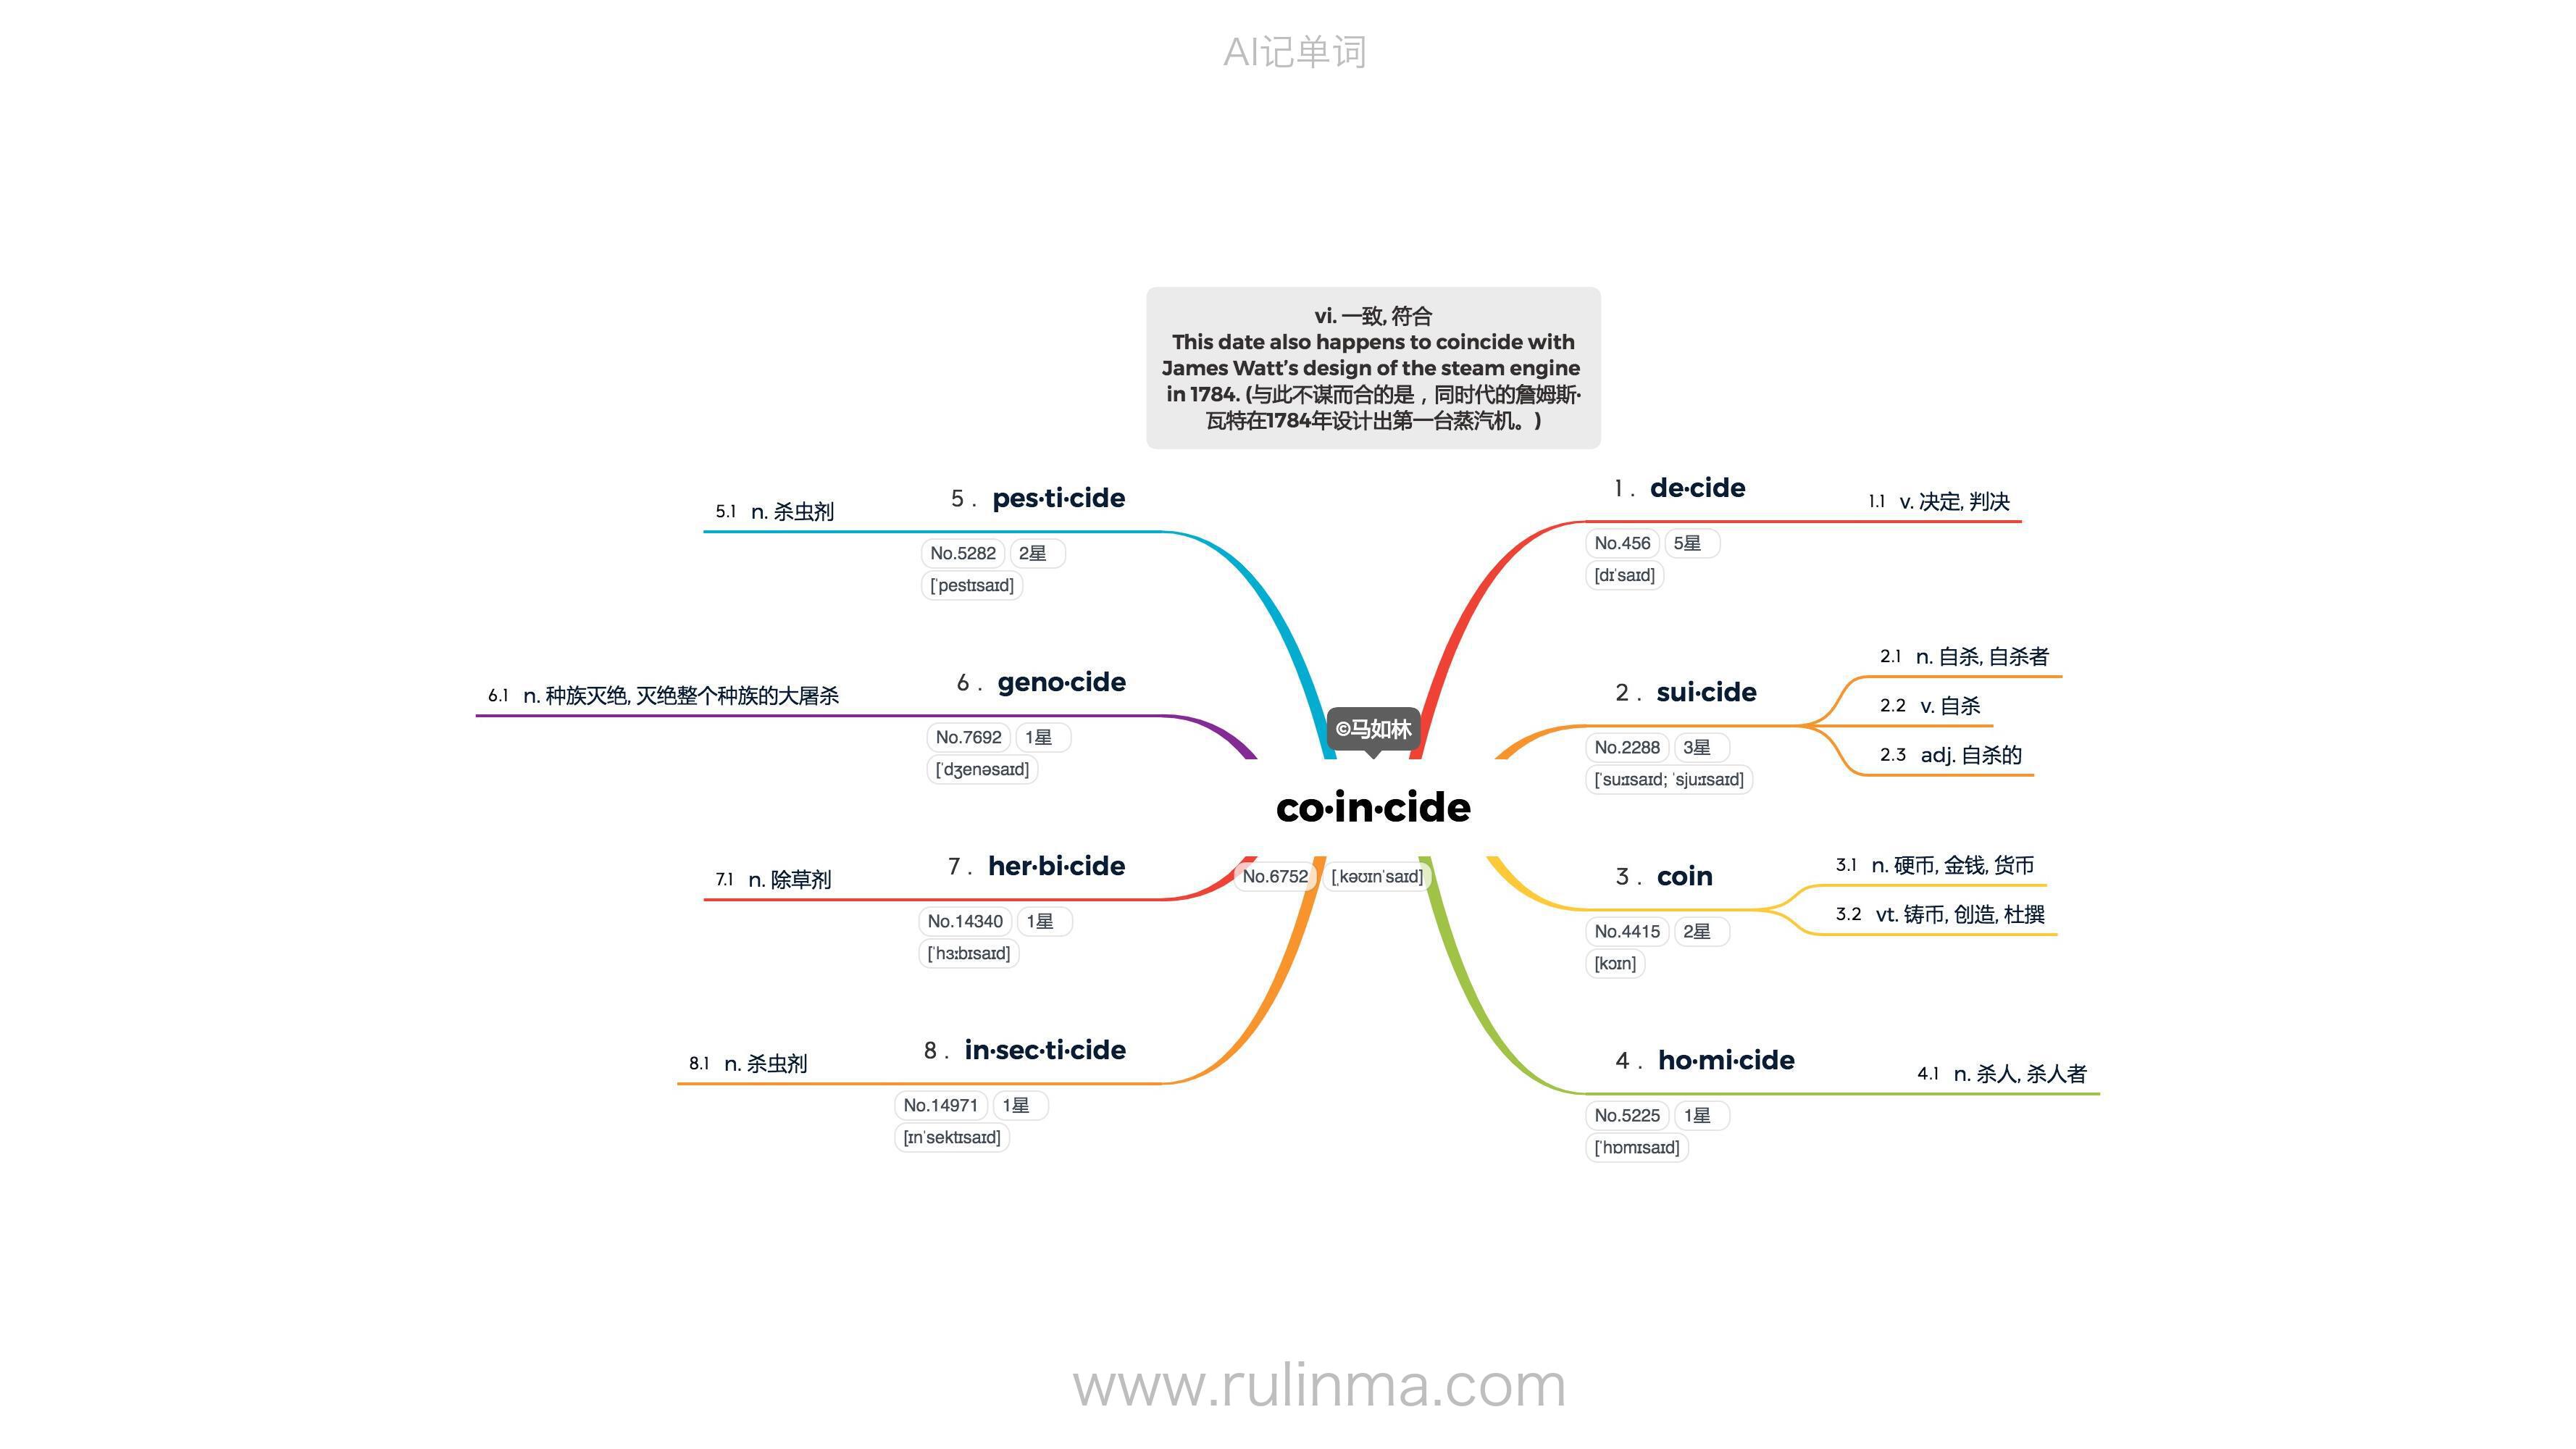 AI记单词
vi. 一致, 符合
This date also happens to coincide with
James Watt’s design of the steam engine
in 1784. (与此不谋而合的是，同时代的詹姆斯·
瓦特在1784年设计出第一台蒸汽机。)
©马如林
co·in·cide
No.6752 [ˌkəʊɪnˈsaɪd]
1 . de·cide
No.456 5星
[dɪˈsaɪd]
1.1 v. 决定, 判决
2 . sui·cide
No.2288 3星
[ˈsuːɪsaɪd; ˈsjuːɪsaɪd]
2.1 n. 自杀, 自杀者
2.2 v. 自杀
2.3 adj. 自杀的
3 . coin
No.4415 2星
[kɔɪn]
3.1 n. 硬币, 金钱, 货币
3.2 vt. 铸币, 创造, 杜撰
4 . ho·mi·cide
No.5225 1星
[ˈhɒmɪsaɪd]
4.1 n. 杀人, 杀人者
5 . pes·ti·cide
No.5282 2星
[ˈpestɪsaɪd]
5.1 n. 杀虫剂
6 . geno·cide
No.7692 1星
[ˈdʒenəsaɪd]
6.1 n. 种族灭绝, 灭绝整个种族的大屠杀
7 . her·bi·cide
No.14340 1星
[ˈhɜːbɪsaɪd]
7.1 n. 除草剂
8 . in·sec·ti·cide
No.14971 1星
[ɪnˈsektɪsaɪd]
8.1 n. 杀虫剂
www.rulinma.com